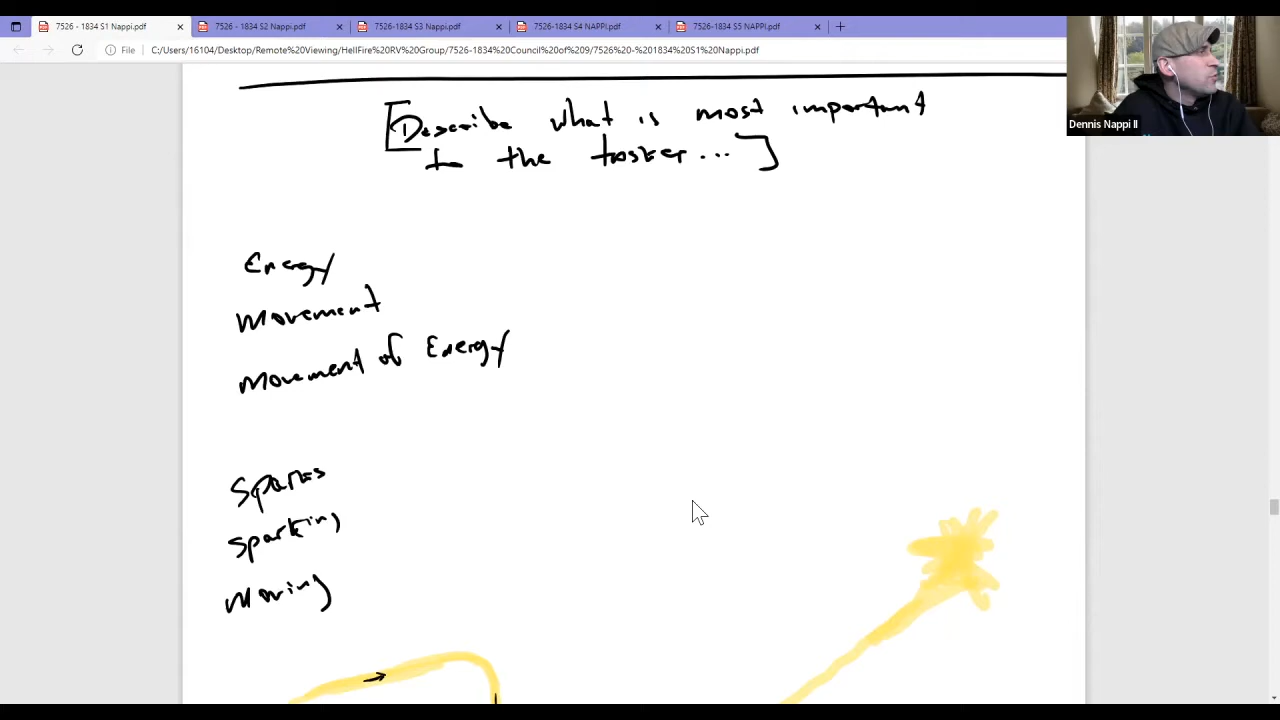 7526 - 1834 S1 Nappi.pdf
7526 - 1834 S2 Nappi.pdf
7526-1834 S3 Nappi.pdf
7526-1834 S4 NAPPI.pdf
7526-1834 S5 NAPPI.pdf
File
C:/Users/16104/Desktop/Remote%20Viewing/HellFire%20RV%20Group/7526-1834%20Council%20of%209/7526%20-%201834%20S1%20Nappi.pdf
Dennis Nappi II
[Describe what is most important
to the tasker...]
Energy
Movement
Movement of Energy
Sparks
Sparking
Moving